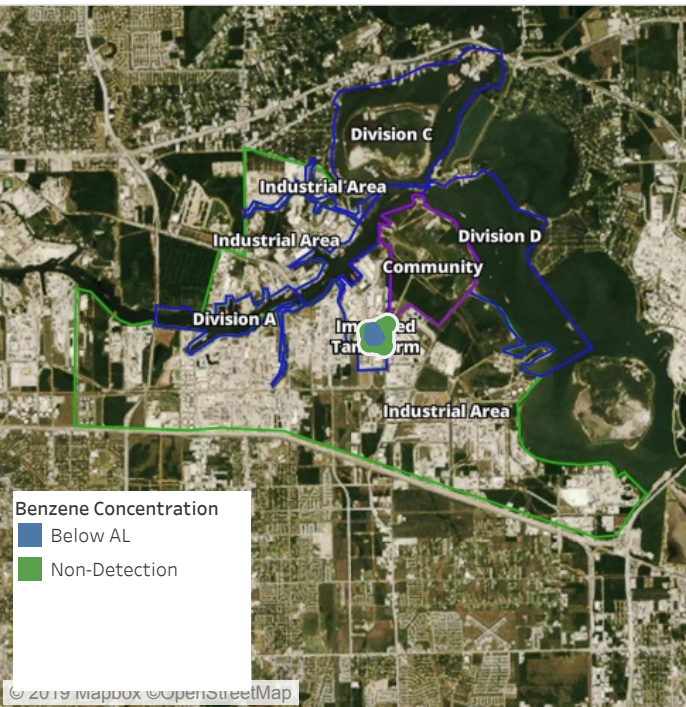 Division C
Industrial Area
Industrial Area
Division D
Community
Division A
Industrial Area
Benzene Concentration
Below AL
Non-Detection
© 2019 Mapbox ©OpenStreetMap